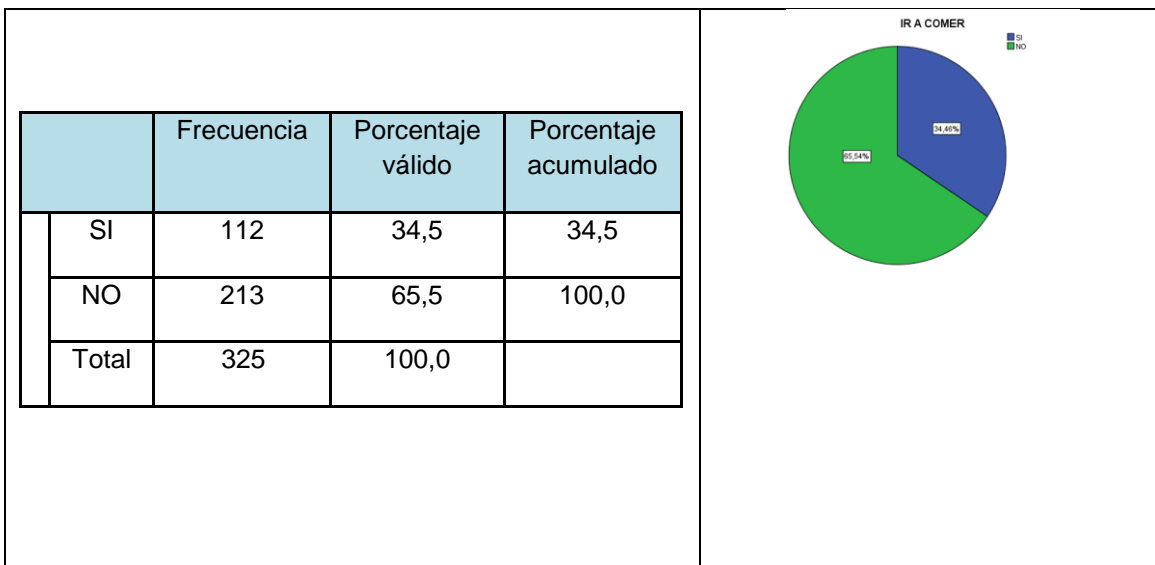 Frecuencia Porcentaje válido Porcentaje acumulado
SI 112 34,5 34,5
NO 213 65,5 100,0
Total 325 100,0
IR A COMER
SI
NO
34,46%
65,54%